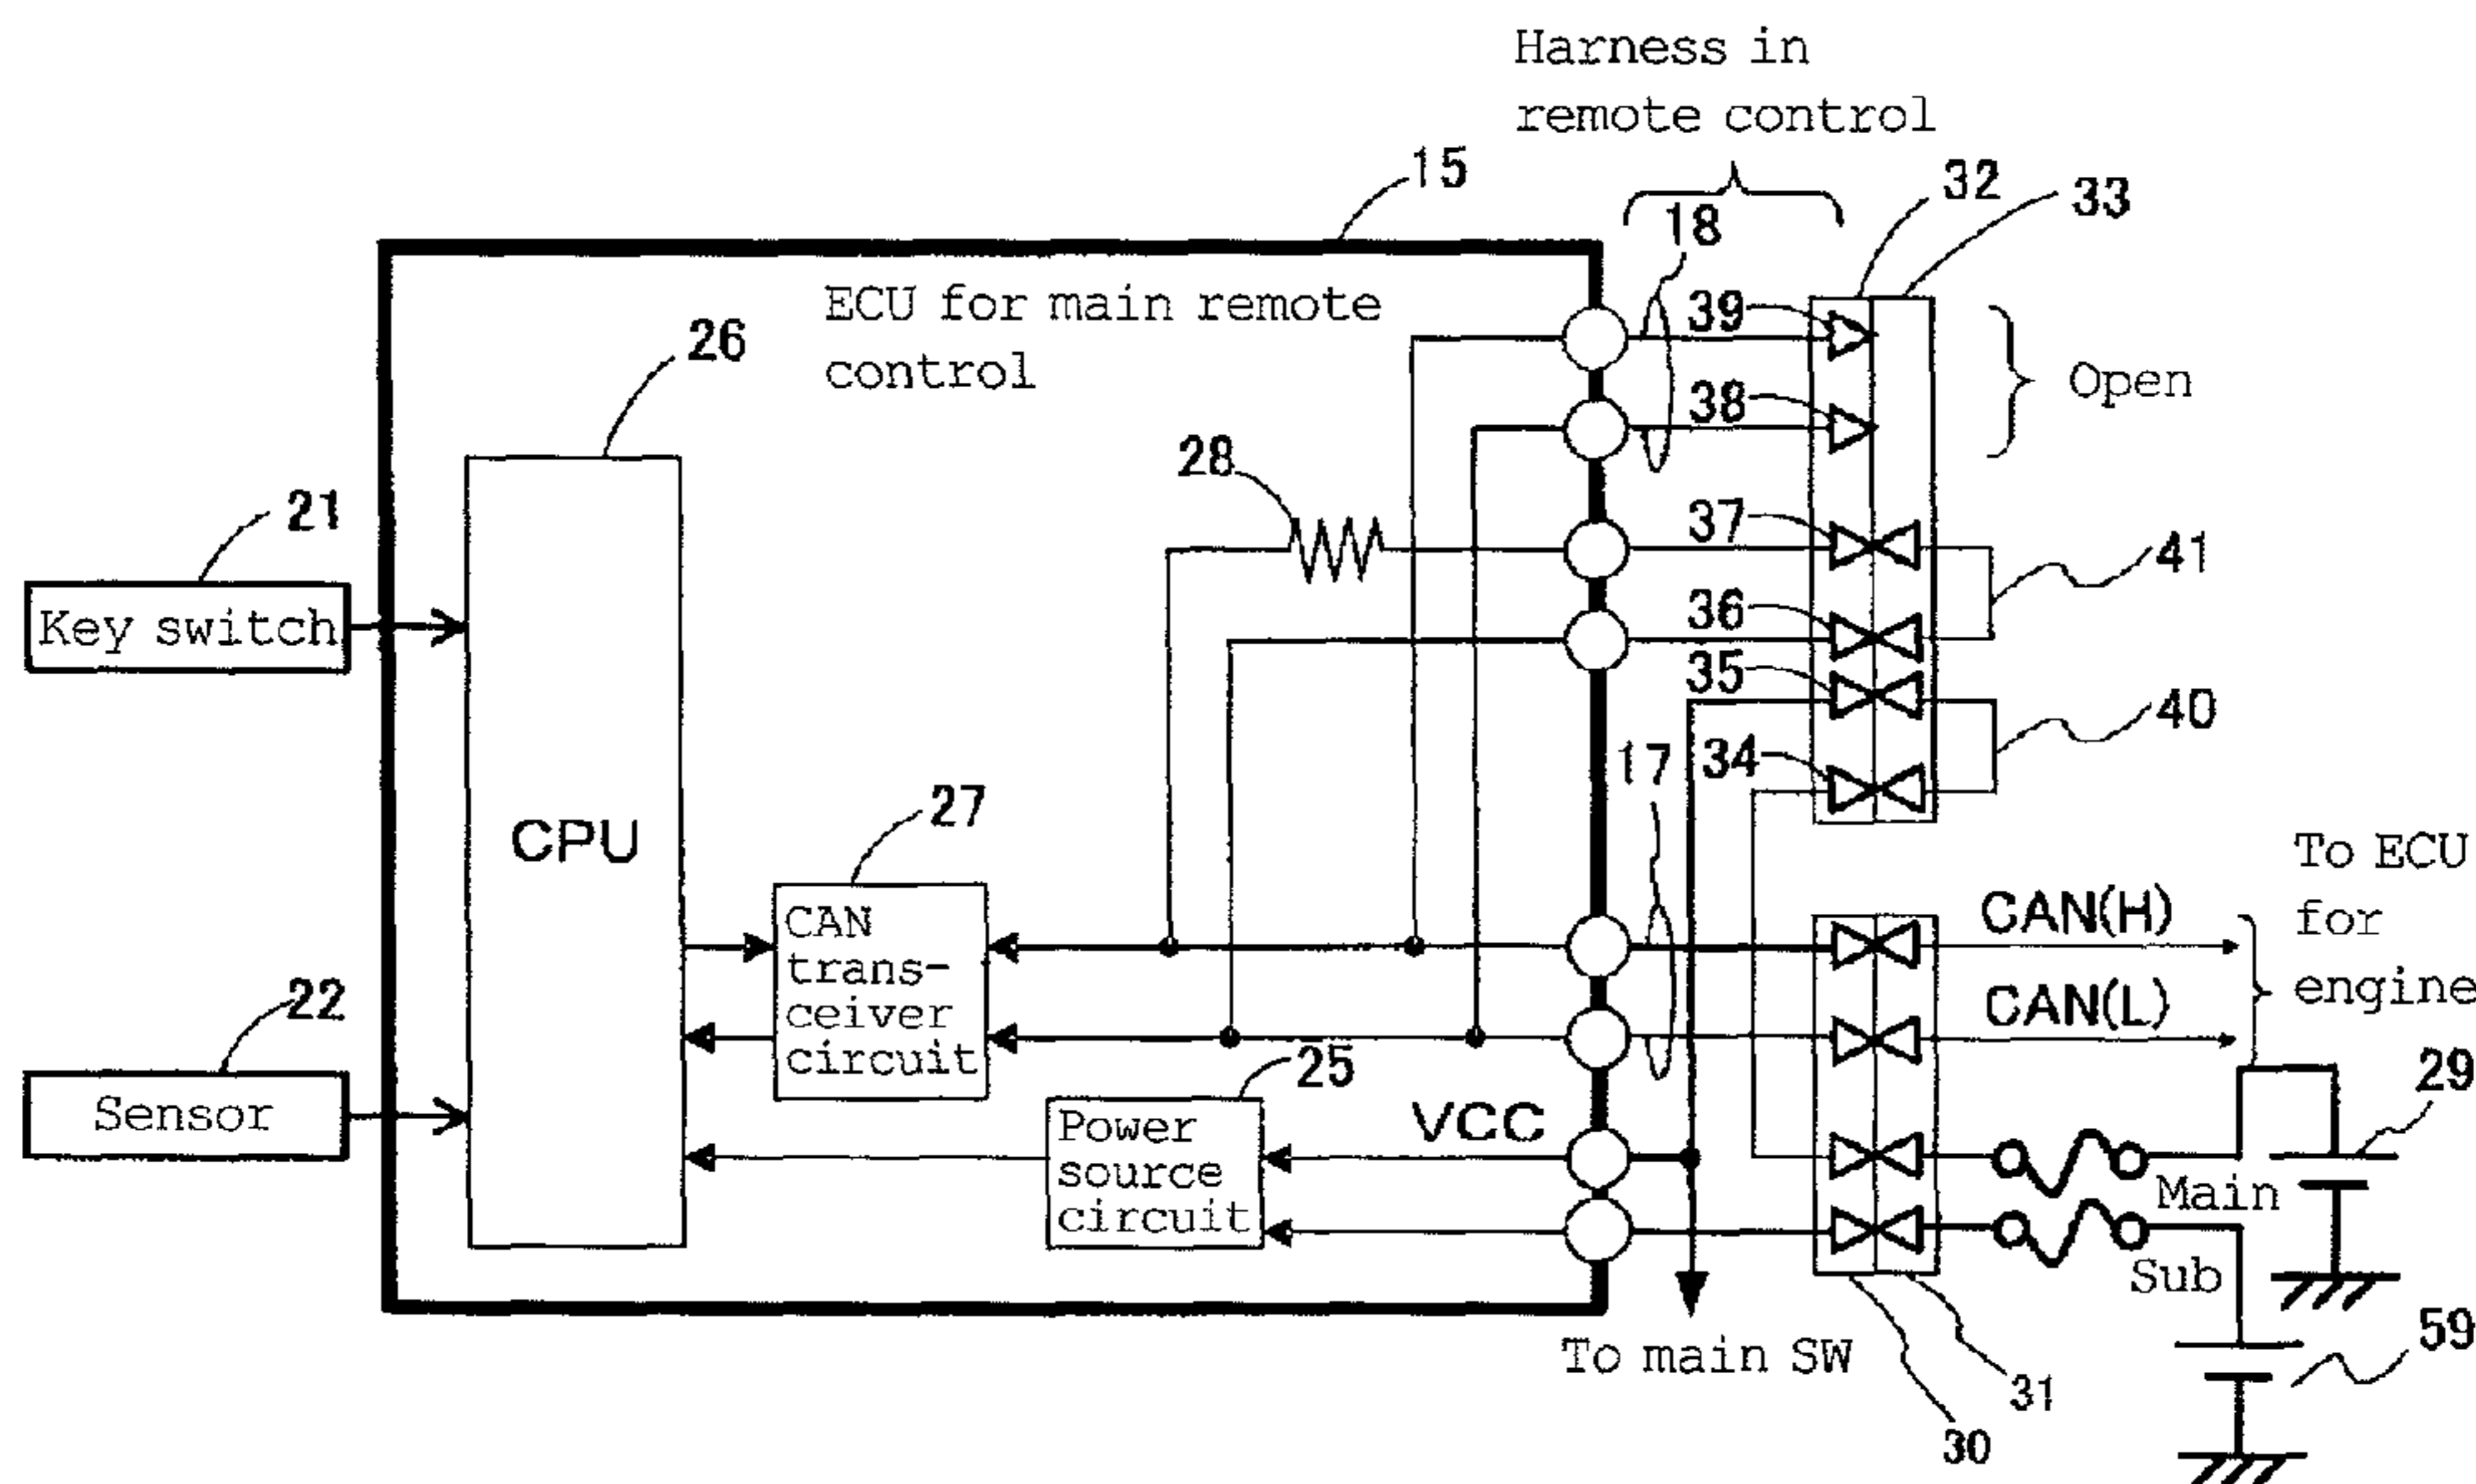 Harness in
remote control
15
32
33
18
ECU for main remote
control
39
26
Open
38
28
21
37
41
Key switch
36
35
40
17
34
27
CPU
To ECU
for
engine
CAN
trans-
ceiver
circuit
CAN(H)
CAN(L)
22
Sensor
25
29
Power
source
circuit
VCC
Main
Sub
59
To main SW
31
30